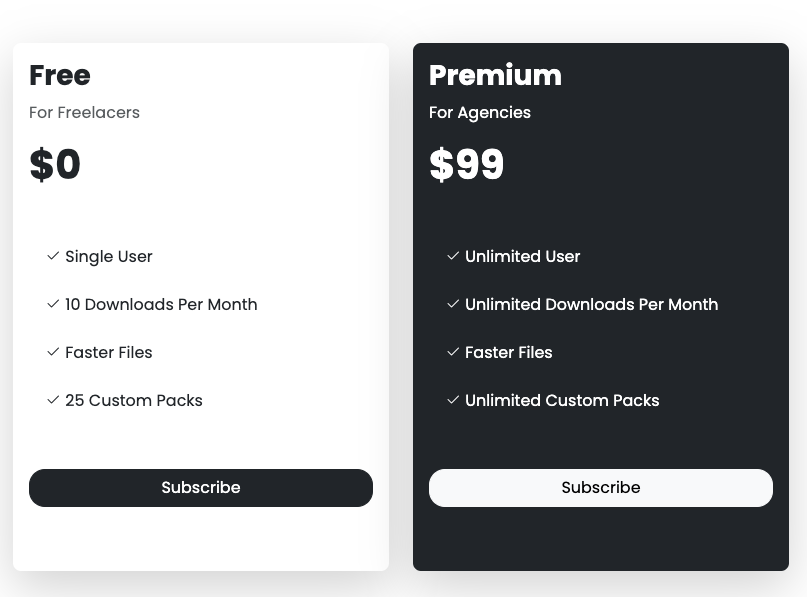 Free
For Freelacers
$0
Single User
10 Downloads Per Month
Faster Files
25 Custom Packs
Subscribe
Premium
For Agencies
$99
Unlimited User
Unlimited Downloads Per Month
Faster Files
Unlimited Custom Packs
Subscribe